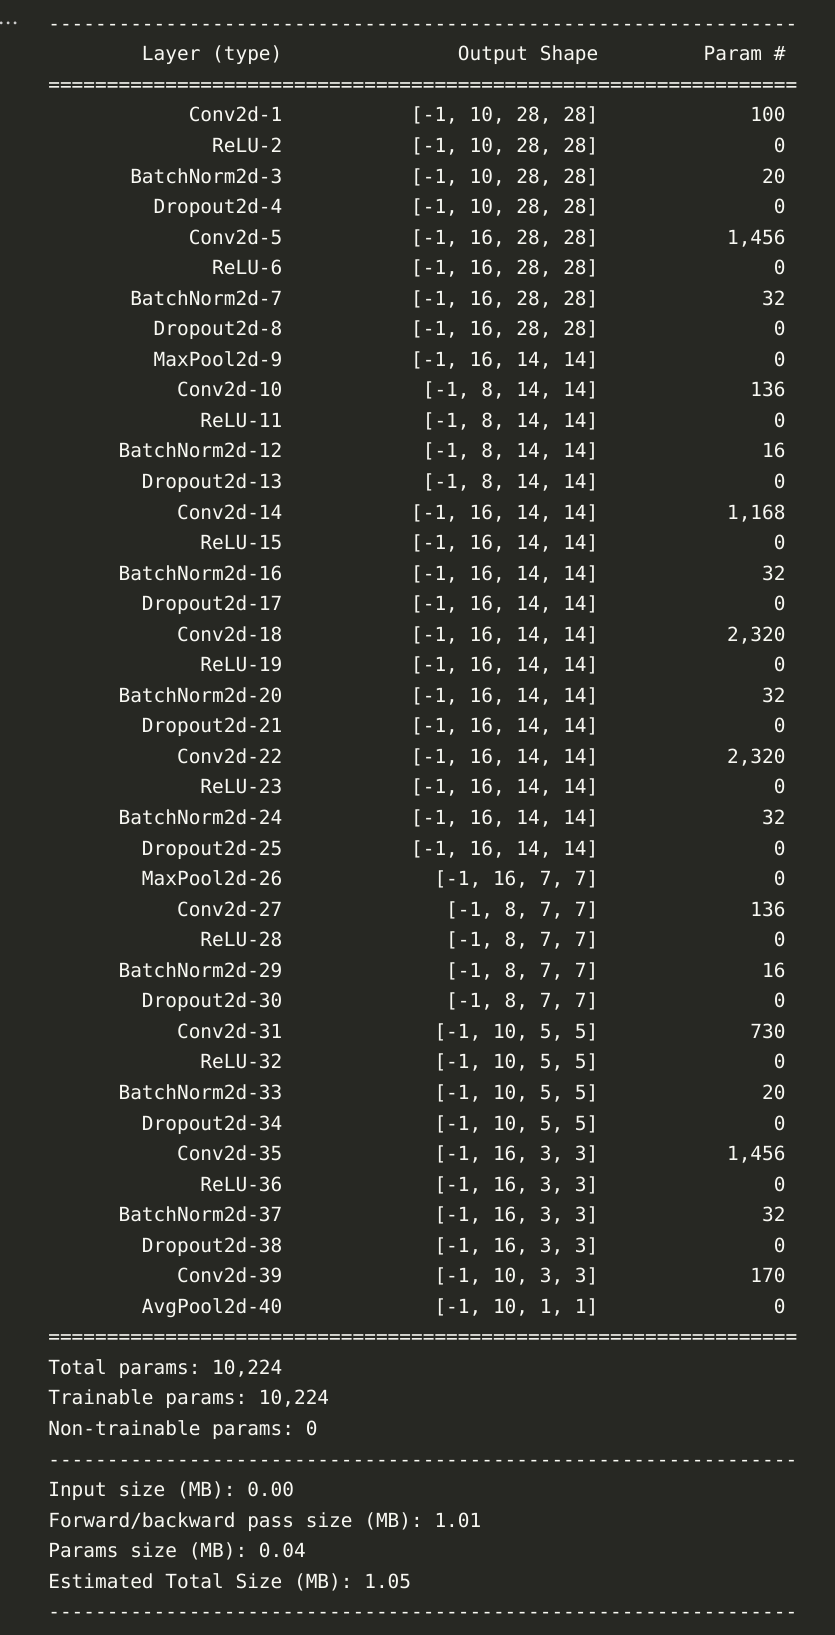 ...
----------------------------------------------------------------
        Layer (type)               Output Shape         Param #
================================================================
            Conv2d-1           [-1, 10, 28, 28]             100
              ReLU-2           [-1, 10, 28, 28]               0
       BatchNorm2d-3           [-1, 10, 28, 28]              20
         Dropout2d-4           [-1, 10, 28, 28]               0
            Conv2d-5           [-1, 16, 28, 28]           1,456
              ReLU-6           [-1, 16, 28, 28]               0
       BatchNorm2d-7           [-1, 16, 28, 28]              32
         Dropout2d-8           [-1, 16, 28, 28]               0
         MaxPool2d-9           [-1, 16, 14, 14]               0
           Conv2d-10            [-1, 8, 14, 14]             136
             ReLU-11            [-1, 8, 14, 14]               0
      BatchNorm2d-12            [-1, 8, 14, 14]              16
        Dropout2d-13            [-1, 8, 14, 14]               0
           Conv2d-14           [-1, 16, 14, 14]           1,168
             ReLU-15           [-1, 16, 14, 14]               0
      BatchNorm2d-16           [-1, 16, 14, 14]              32
        Dropout2d-17           [-1, 16, 14, 14]               0
           Conv2d-18           [-1, 16, 14, 14]           2,320
             ReLU-19           [-1, 16, 14, 14]               0
      BatchNorm2d-20           [-1, 16, 14, 14]              32
        Dropout2d-21           [-1, 16, 14, 14]               0
           Conv2d-22           [-1, 16, 14, 14]           2,320
             ReLU-23           [-1, 16, 14, 14]               0
      BatchNorm2d-24           [-1, 16, 14, 14]              32
        Dropout2d-25           [-1, 16, 14, 14]               0
        MaxPool2d-26             [-1, 16, 7, 7]               0
           Conv2d-27              [-1, 8, 7, 7]             136
             ReLU-28              [-1, 8, 7, 7]               0
      BatchNorm2d-29              [-1, 8, 7, 7]              16
        Dropout2d-30              [-1, 8, 7, 7]               0
           Conv2d-31             [-1, 10, 5, 5]             730
             ReLU-32             [-1, 10, 5, 5]               0
      BatchNorm2d-33             [-1, 10, 5, 5]              20
        Dropout2d-34             [-1, 10, 5, 5]               0
           Conv2d-35             [-1, 16, 3, 3]           1,456
             ReLU-36             [-1, 16, 3, 3]               0
      BatchNorm2d-37             [-1, 16, 3, 3]              32
        Dropout2d-38             [-1, 16, 3, 3]               0
           Conv2d-39             [-1, 10, 3, 3]             170
        AvgPool2d-40             [-1, 10, 1, 1]               0
================================================================
Total params: 10,224
Trainable params: 10,224
Non-trainable params: 0
----------------------------------------------------------------
Input size (MB): 0.00
Forward/backward pass size (MB): 1.01
Params size (MB): 0.04
Estimated Total Size (MB): 1.05
----------------------------------------------------------------